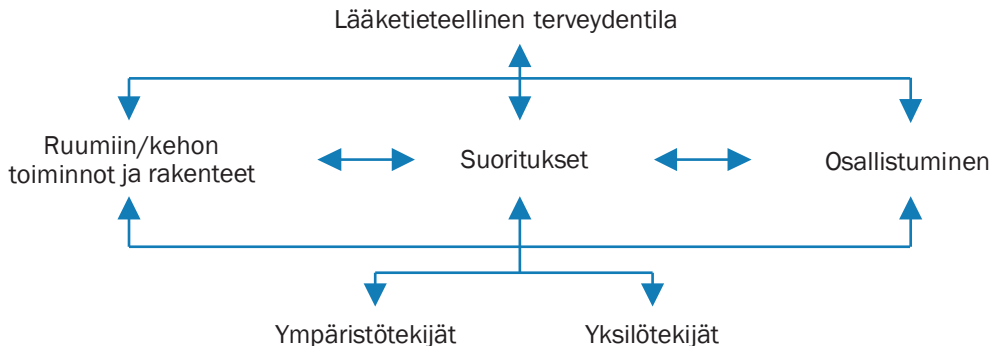 Lääketieteellinen terveydentila
Ruumiin/kehon
toiminnot ja rakenteet
Suoritukset
Osallistuminen
Ympäristötekijät
Yksilötekijät